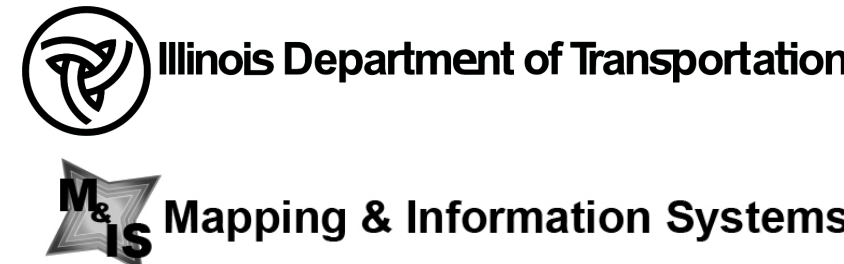 Illinois Department of Transportation
M&IS Mapping & Information Systems